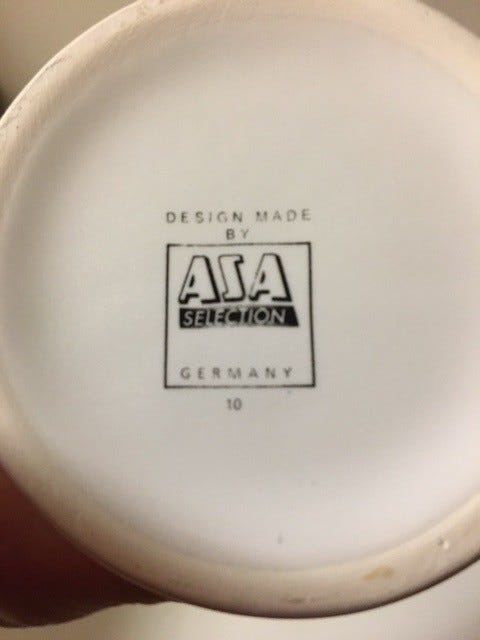 DESIGN MADE
BY
ASA
SELECTION
GERMANY
10